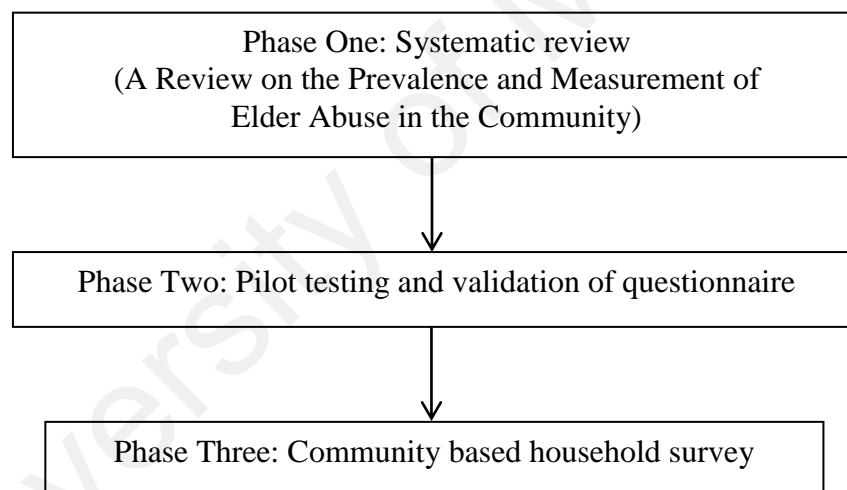 Phase One: Systematic review
(A Review on the Prevalence and Measurement of
Elder Abuse in the Community)
Phase Two: Pilot testing and validation of questionnaire
Phase Three: Community based household survey